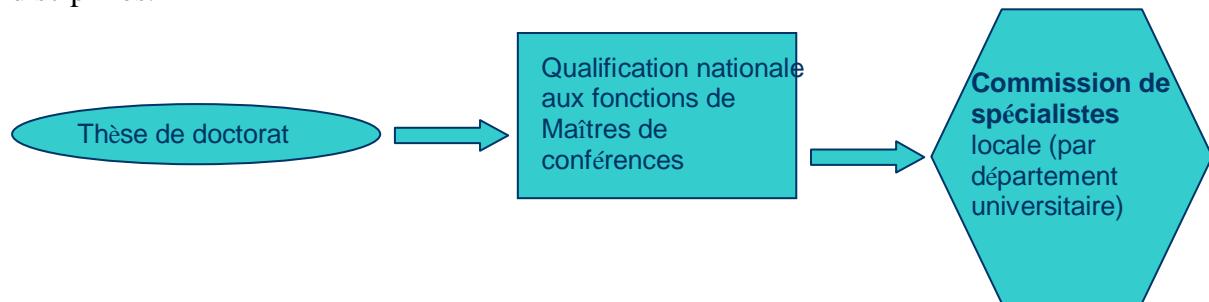 Thèse de doctorat
Qualification nationale
aux fonctions de
Maîtres de
conférences
Commission de
spécialistes
locale (par
département
universitaire)